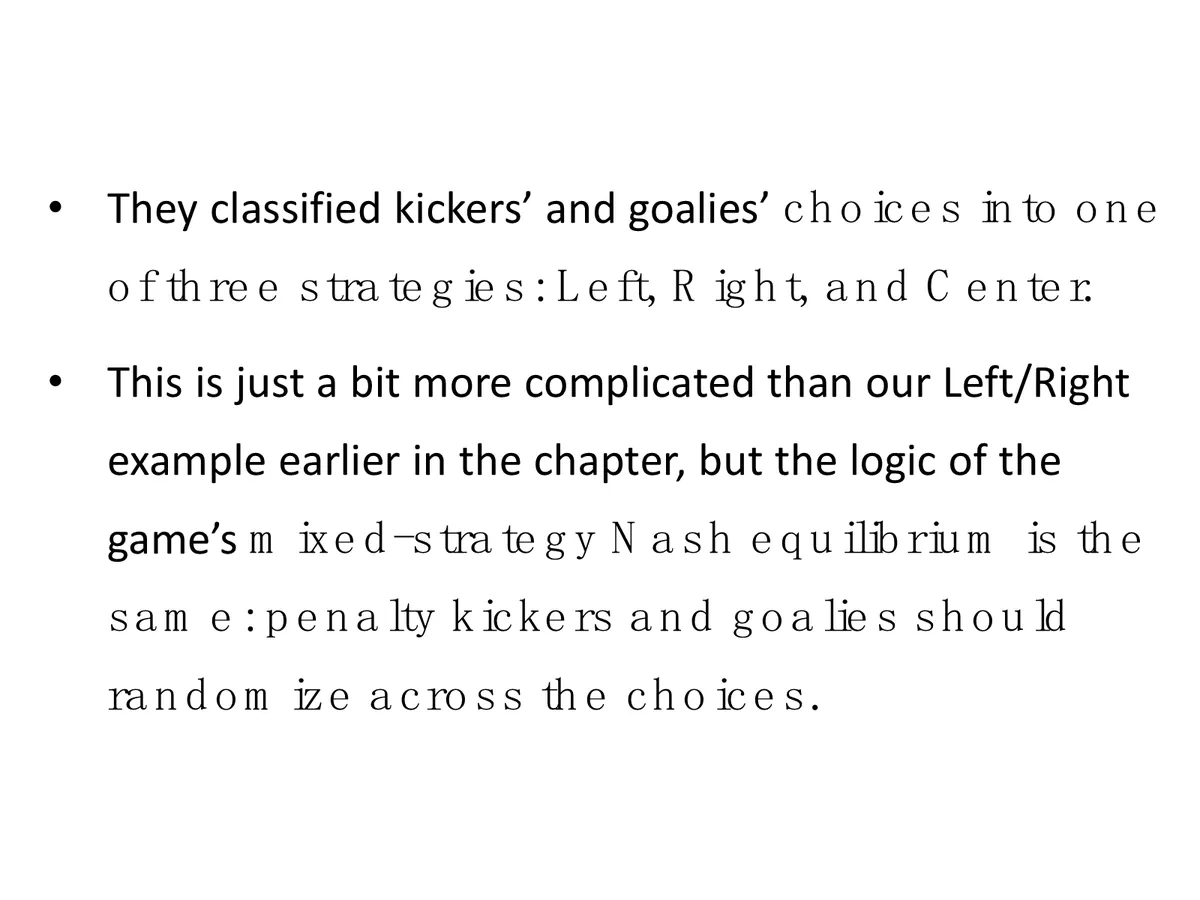 • They classified kickers’ and goalies’ choices into one
of three strategies: Left, Right, and Center.
• This is just a bit more complicated than our Left/Right
example earlier in the chapter, but the logic of the
game’s mixed-strategy Nash equilibrium is the
same: penalty kickers and goalies should
randomize across the choices.